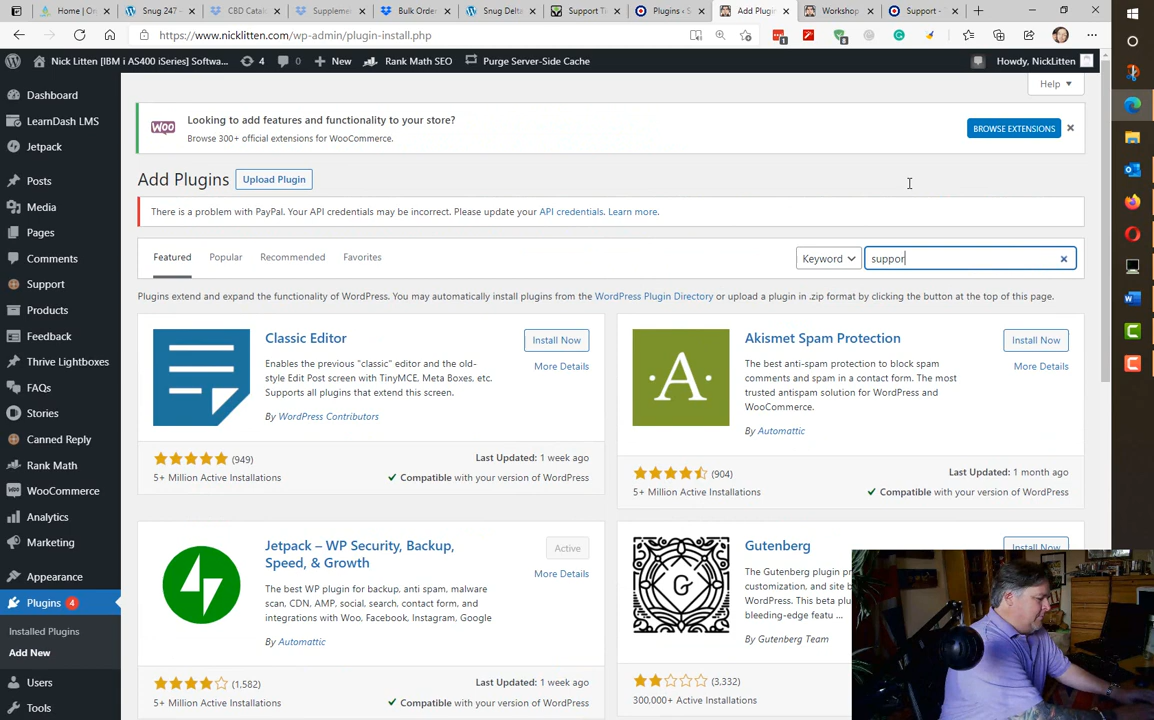 Home | On
Snug 247 -
CBD Catal
Supplemen
Bulk Order
Snug Delta
Support Ti
Plugins ‹ S
Add Plugin
Workshop
Support -
https://www.nicklitten.com/wp-admin/plugin-install.php
Nick Litten [IBM i AS400 iSeries] Softwa... 4 0 New Rank Math SEO Purge Server-Side Cache Howdy, NickLitten
Help
Dashboard
LearnDash LMS
Jetpack
Posts
Media
Pages
Comments
Support
Products
Feedback
Thrive Lightboxes
FAQs
Stories
Canned Reply
Rank Math
WooCommerce
Analytics
Marketing
Appearance
Plugins 4
Installed Plugins
Add New
Users
Tools
WOO
Looking to add features and functionality to your store?
Browse 300+ official extensions for WooCommerce.
BROWSE EXTENSIONS
Add Plugins Upload Plugin
There is a problem with PayPal. Your API credentials may be incorrect. Please update your API credentials. Learn more.
Featured Popular Recommended Favorites Keyword suppor
Plugins extend and expand the functionality of WordPress. You may automatically install plugins from the WordPress Plugin Directory or upload a plugin in .zip format by clicking the button at the top of this page.
Classic Editor
Install Now
More Details
Enables the previous "classic" editor and the old-
style Edit Post screen with TinyMCE, Meta Boxes, etc.
Supports all plugins that extend this screen.
By WordPress Contributors
(949)
Last Updated: 1 week ago
5+ Million Active Installations
Compatible with your version of WordPress
Akismet Spam Protection
Install Now
More Details
The best anti-spam protection to block spam
comments and spam in a contact form. The most
trusted antispam solution for WordPress and
WooCommerce.
By Automattic
(904)
Last Updated: 1 month ago
5+ Million Active Installations
Compatible with your version of WordPress
Jetpack – WP Security, Backup,
Speed, & Growth
Active
More Details
The best WP plugin for backup, anti spam, malware
scan, CDN, AMP, social, search, contact form, and
integrations with Woo, Facebook, Instagram, Google
By Automattic
(1,582)
Last Updated: 1 week ago
5+ Million Active Installations
Compatible with your version of WordPress
Gutenberg
Install Now
The Gutenberg plugin pr
customization, and site b
WordPress. This beta plu
bleeding-edge featu ...
By Gutenberg Team
(3,332)
300,000+ Active Installations